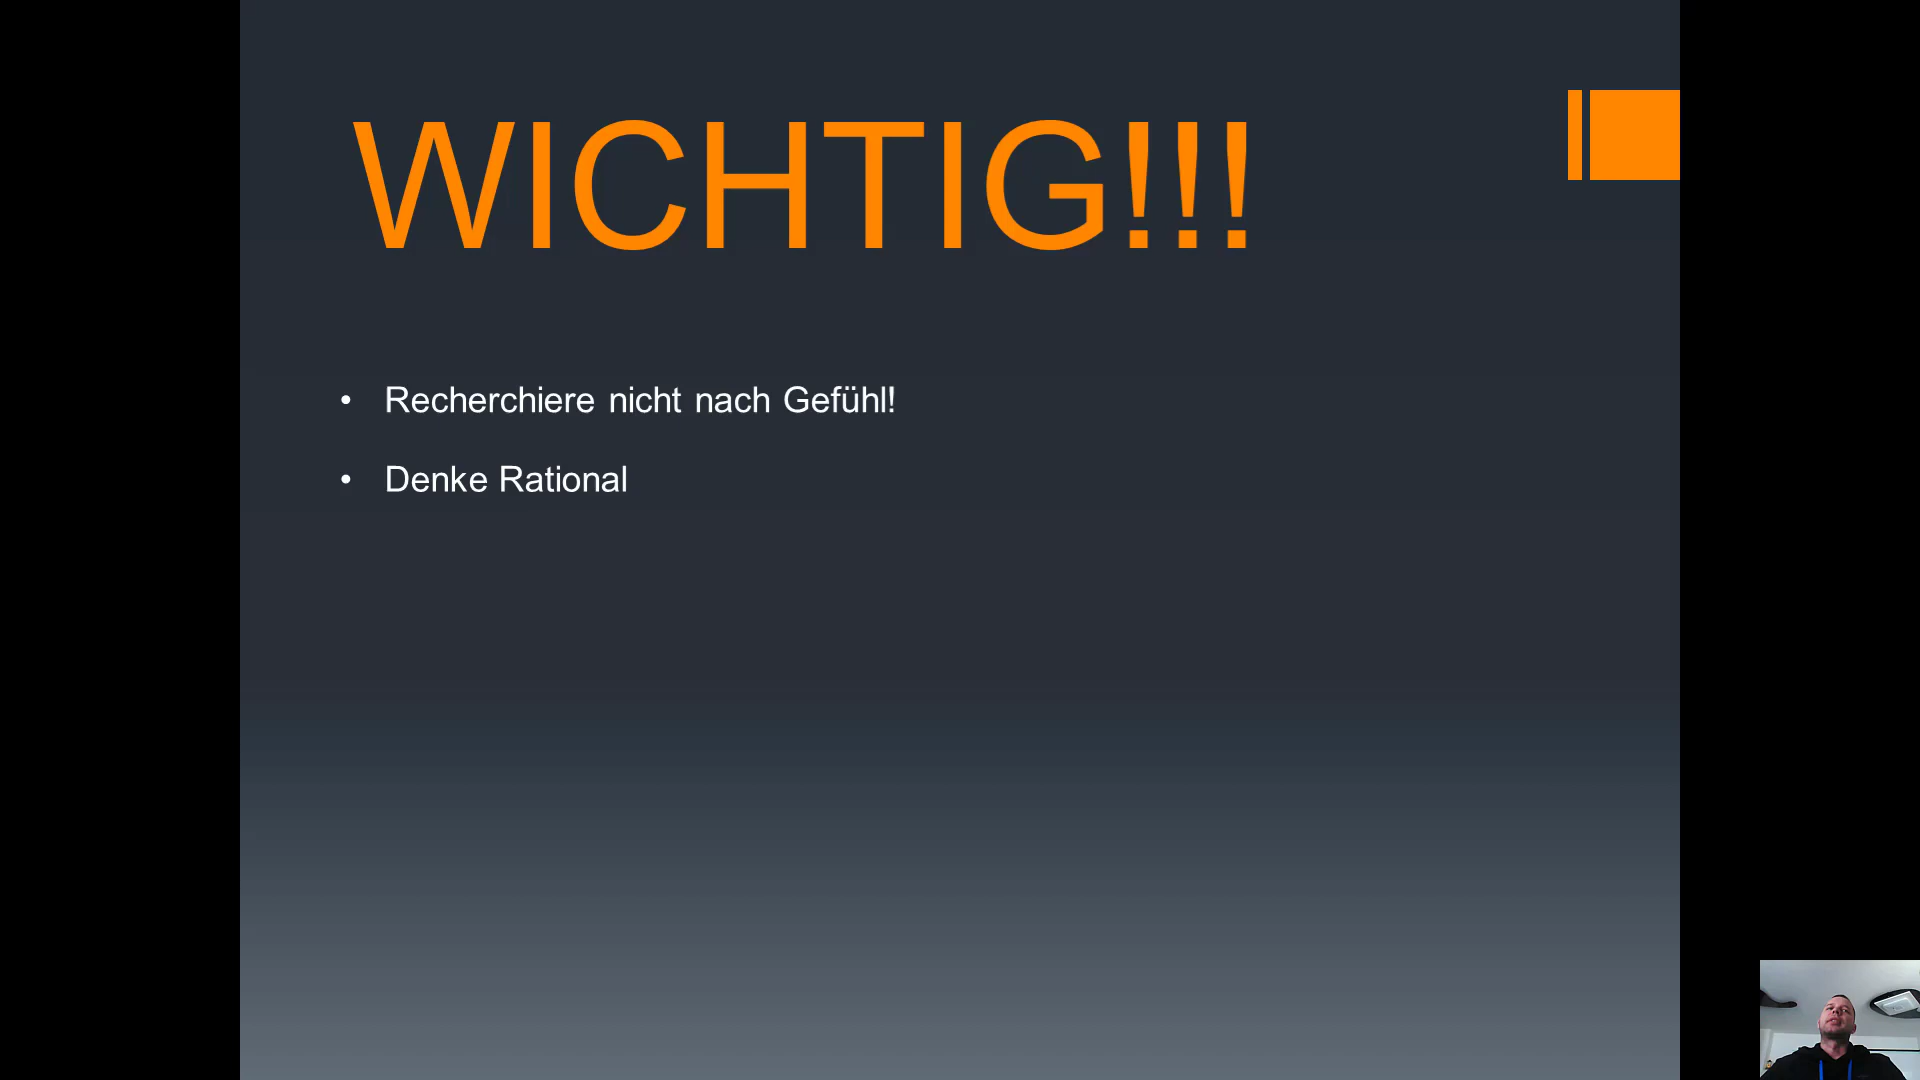 WICHTIG!!!
• Recherchiere nicht nach Gefühl!
• Denke Rational